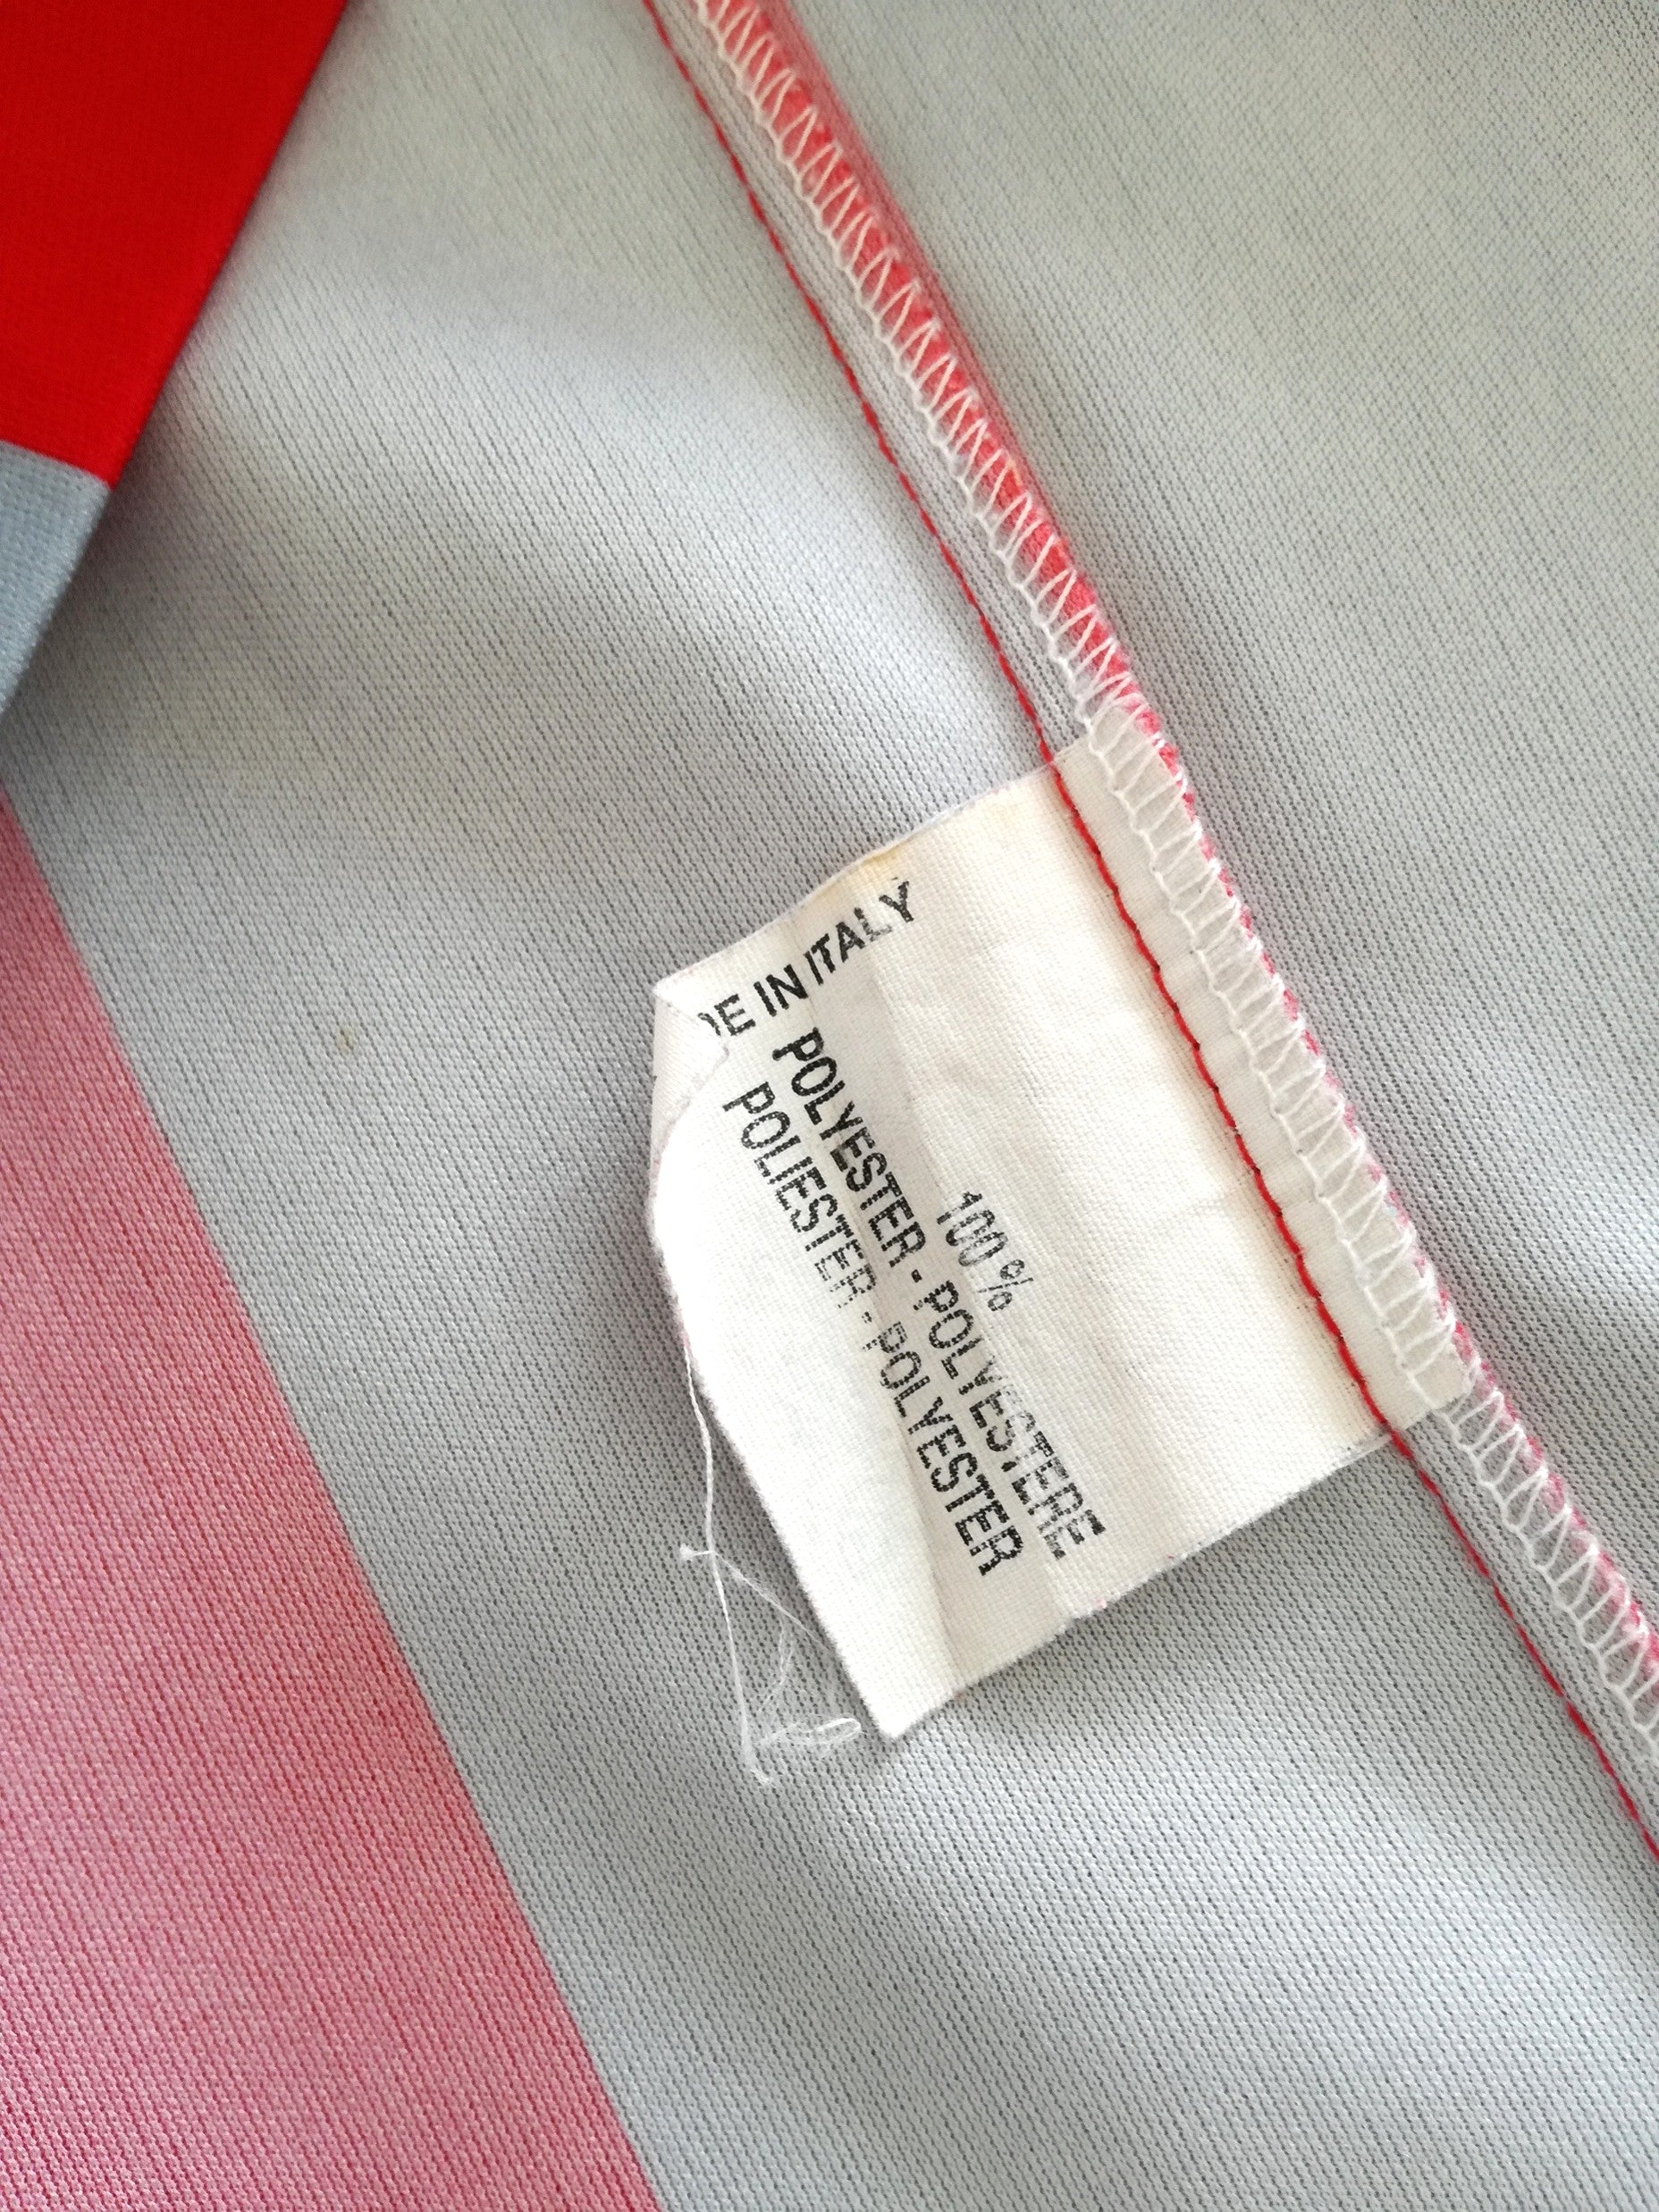 DE IN ITALY
100 %
POLYESTER - POLYESTERE
POLIESTER - POLYESTER